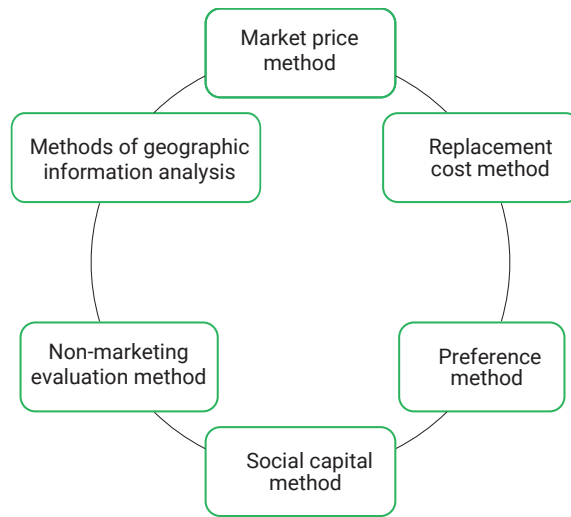 Market price
method
Methods of geographic
information analysis
Replacement
cost method
Non-marketing
evaluation method
Preference
method
Social capital
method